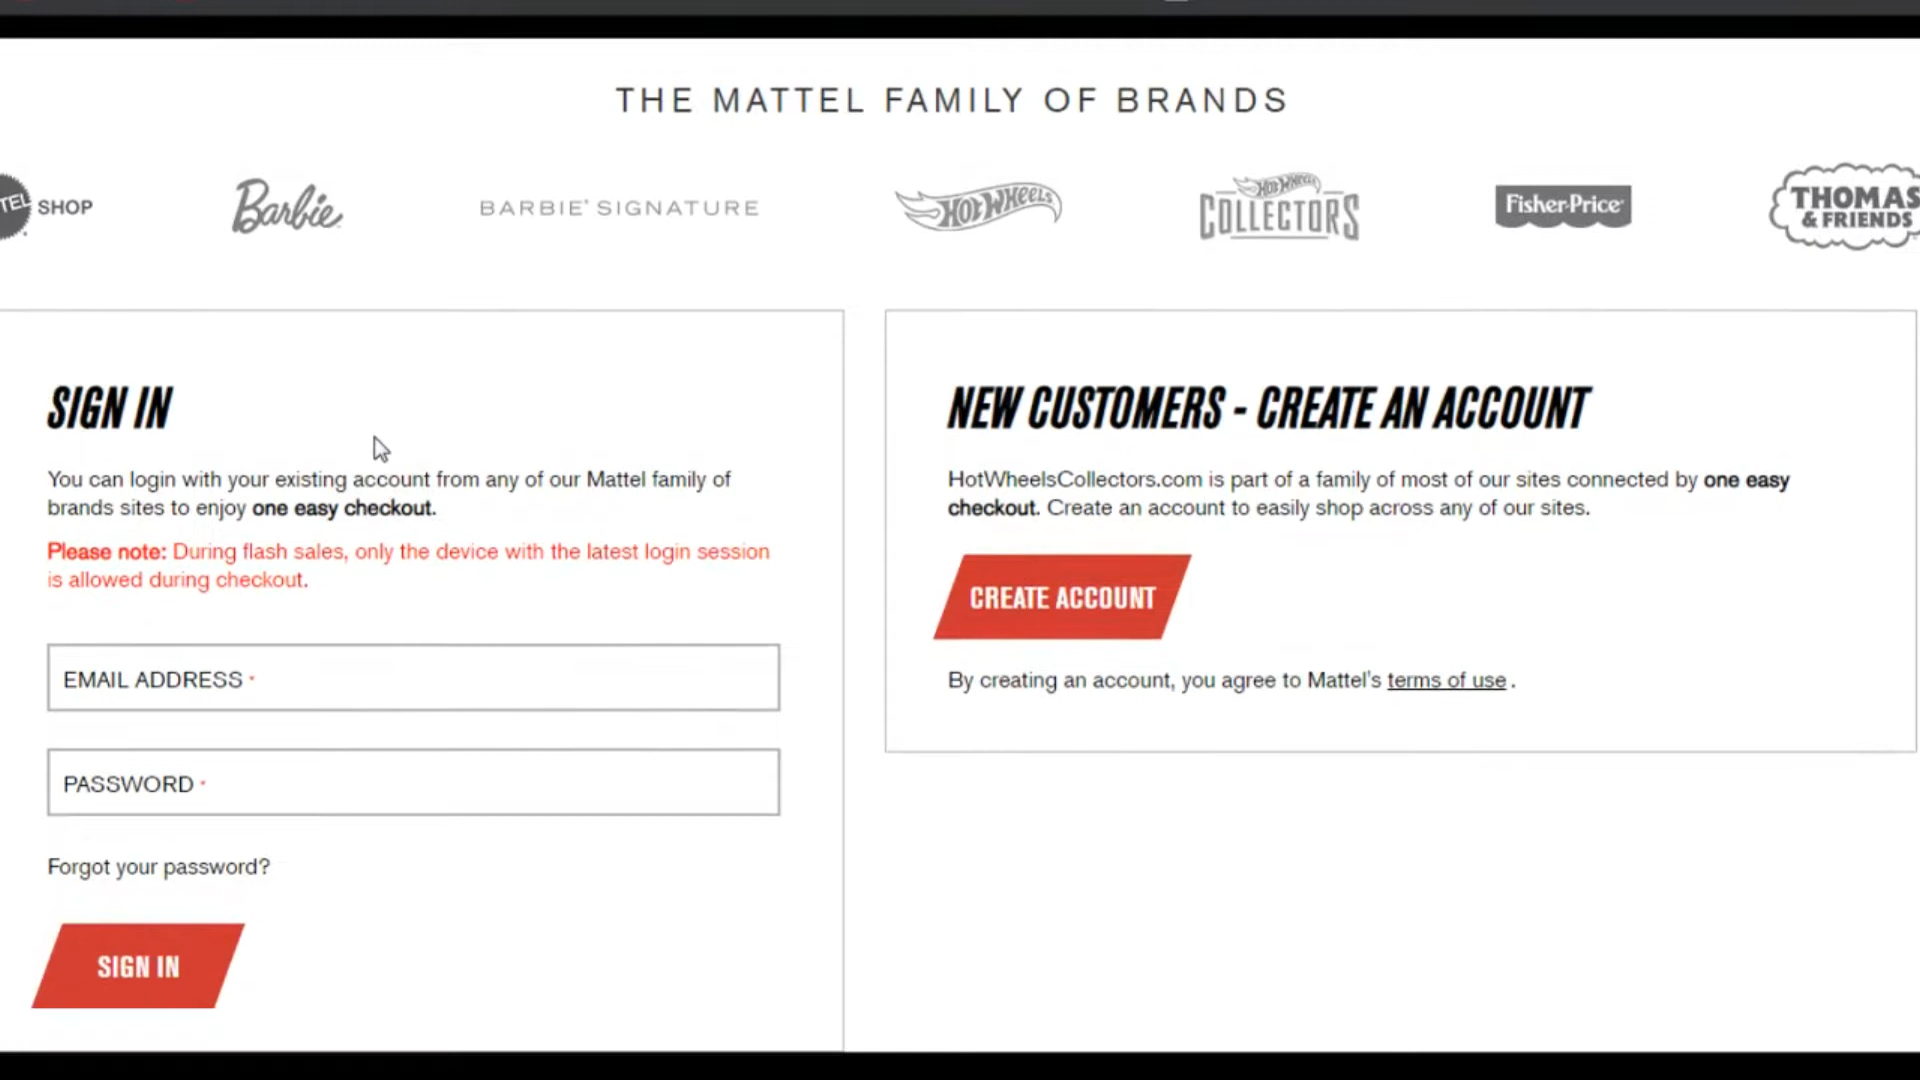 THE MATTEL FAMILY OF BRANDS
TEL SHOP
Barbie
BARBIE SIGNATURE
Hot Wheels
Hot Wheels
COLLECTORS
Fisher-Price
THOMAS
& FRIENDS
SIGN IN
You can login with your existing account from any of our Mattel family of
brands sites to enjoy one easy checkout.
Please note: During flash sales, only the device with the latest login session
is allowed during checkout.
EMAIL ADDRESS *
PASSWORD *
Forgot your password?
SIGN IN
NEW CUSTOMERS - CREATE AN ACCOUNT
HotWheelsCollectors.com is part of a family of most of our sites connected by one easy
checkout. Create an account to easily shop across any of our sites.
CREATE ACCOUNT
By creating an account, you agree to Mattel's terms of use .